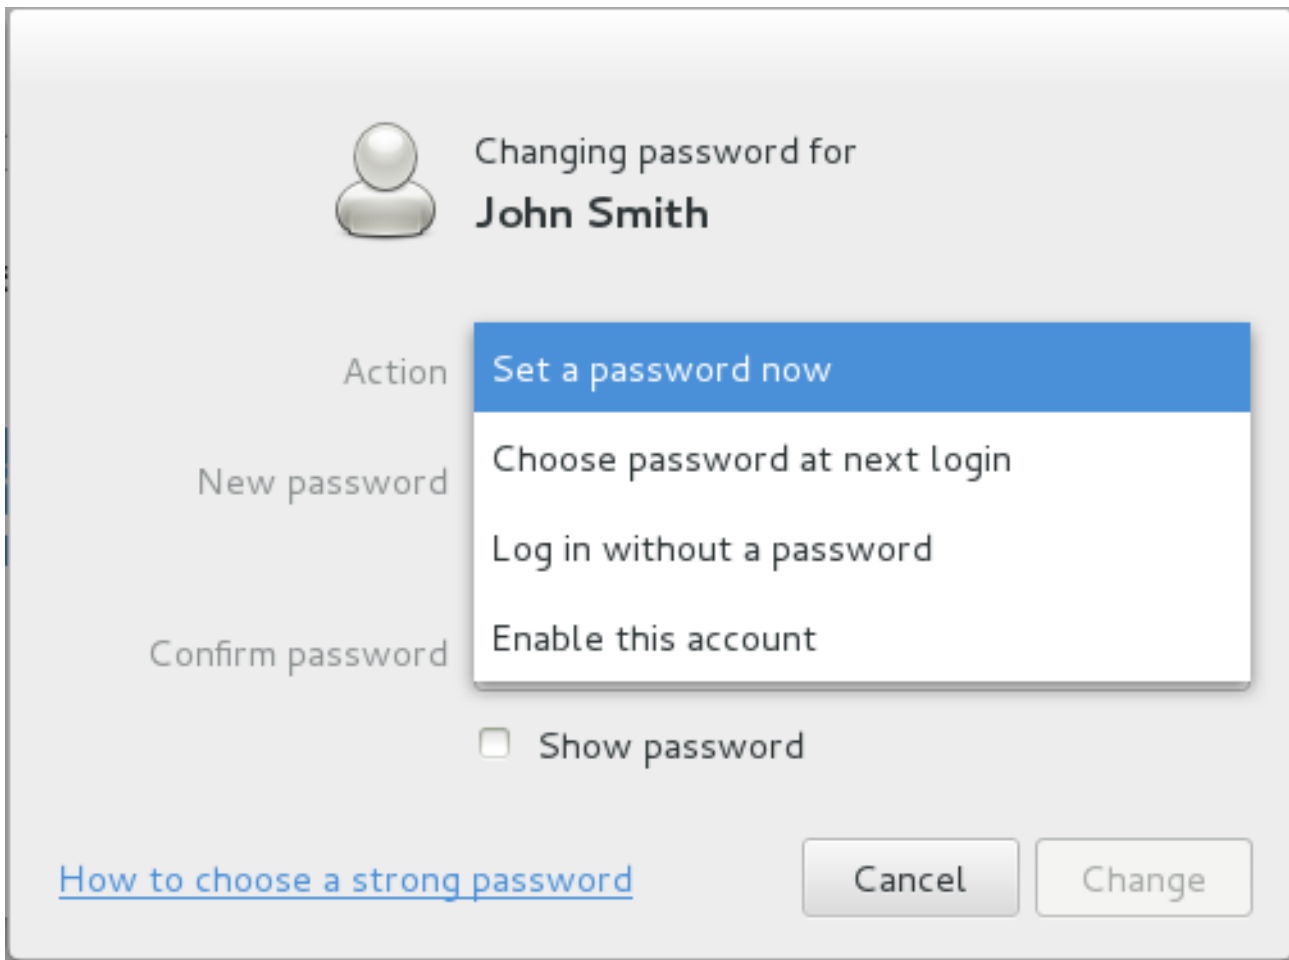 Changing password for
John Smith
Action
Set a password now
Choose password at next login
New password
Log in without a password
Enable this account
Confirm password
Show password
How to choose a strong password
Cancel
Change